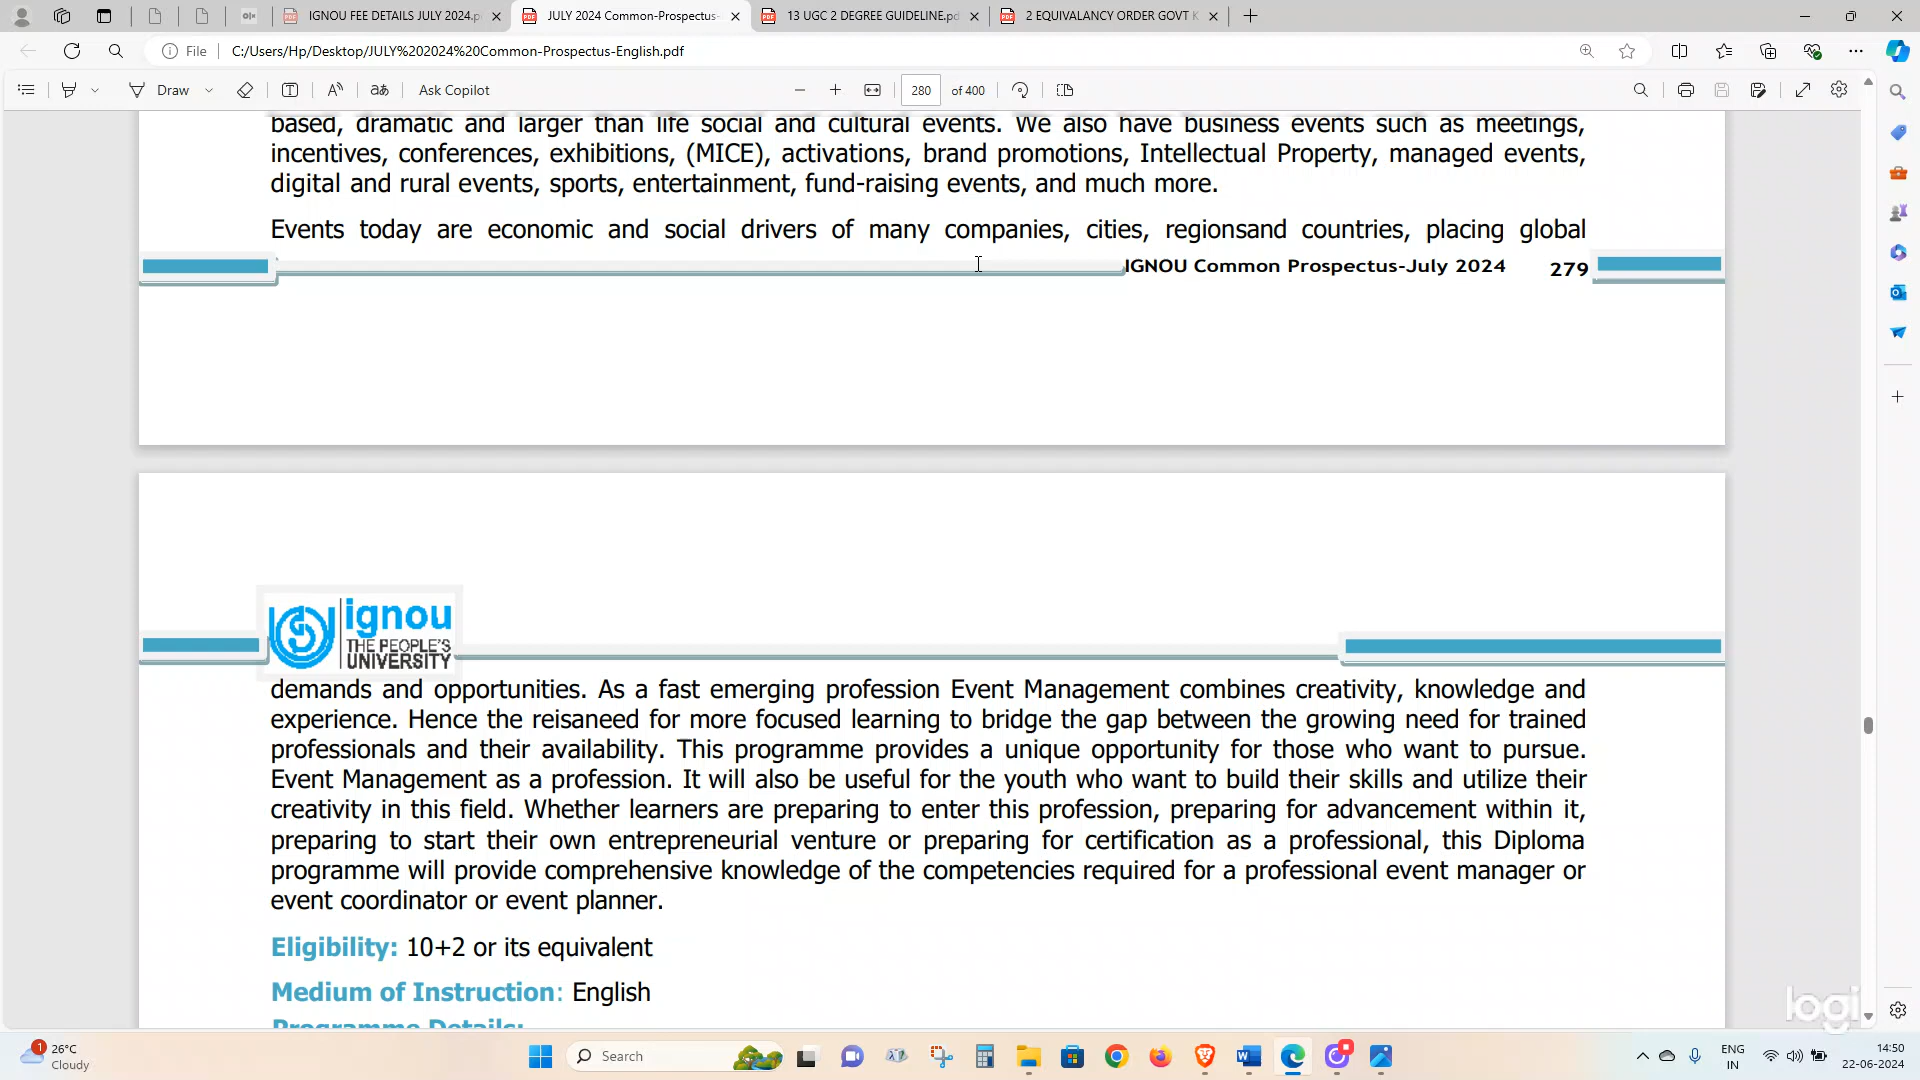 IGNOU FEE DETAILS JULY 2024.p
JULY 2024 Common-Prospectus-
13 UGC 2 DEGREE GUIDELINE.pd
2 EQUIVALANCY ORDER GOVT K
File
C:/Users/Hp/Desktop/JULY%202024%20Common-Prospectus-English.pdf
Draw
Ask Copilot
280 of 400
based, dramatic and larger than life social and cultural events. We also have business events such as meetings,
incentives, conferences, exhibitions, (MICE), activations, brand promotions, Intellectual Property, managed events,
digital and rural events, sports, entertainment, fund-raising events, and much more.
Events today are economic and social drivers of many companies, cities, regionsand countries, placing global
IGNOU Common Prospectus-July 2024 279
ignou
THE PEOPLE'S
UNIVERSITY
demands and opportunities. As a fast emerging profession Event Management combines creativity, knowledge and
experience. Hence the reisaneed for more focused learning to bridge the gap between the growing need for trained
professionals and their availability. This programme provides a unique opportunity for those who want to pursue.
Event Management as a profession. It will also be useful for the youth who want to build their skills and utilize their
creativity in this field. Whether learners are preparing to enter this profession, preparing for advancement within it,
preparing to start their own entrepreneurial venture or preparing for certification as a professional, this Diploma
programme will provide comprehensive knowledge of the competencies required for a professional event manager or
event coordinator or event planner.
Eligibility: 10+2 or its equivalent
Medium of Instruction: English
Programme Details:
logi
1
26°C
Cloudy
Search
ENG
IN
14:50
22-06-2024